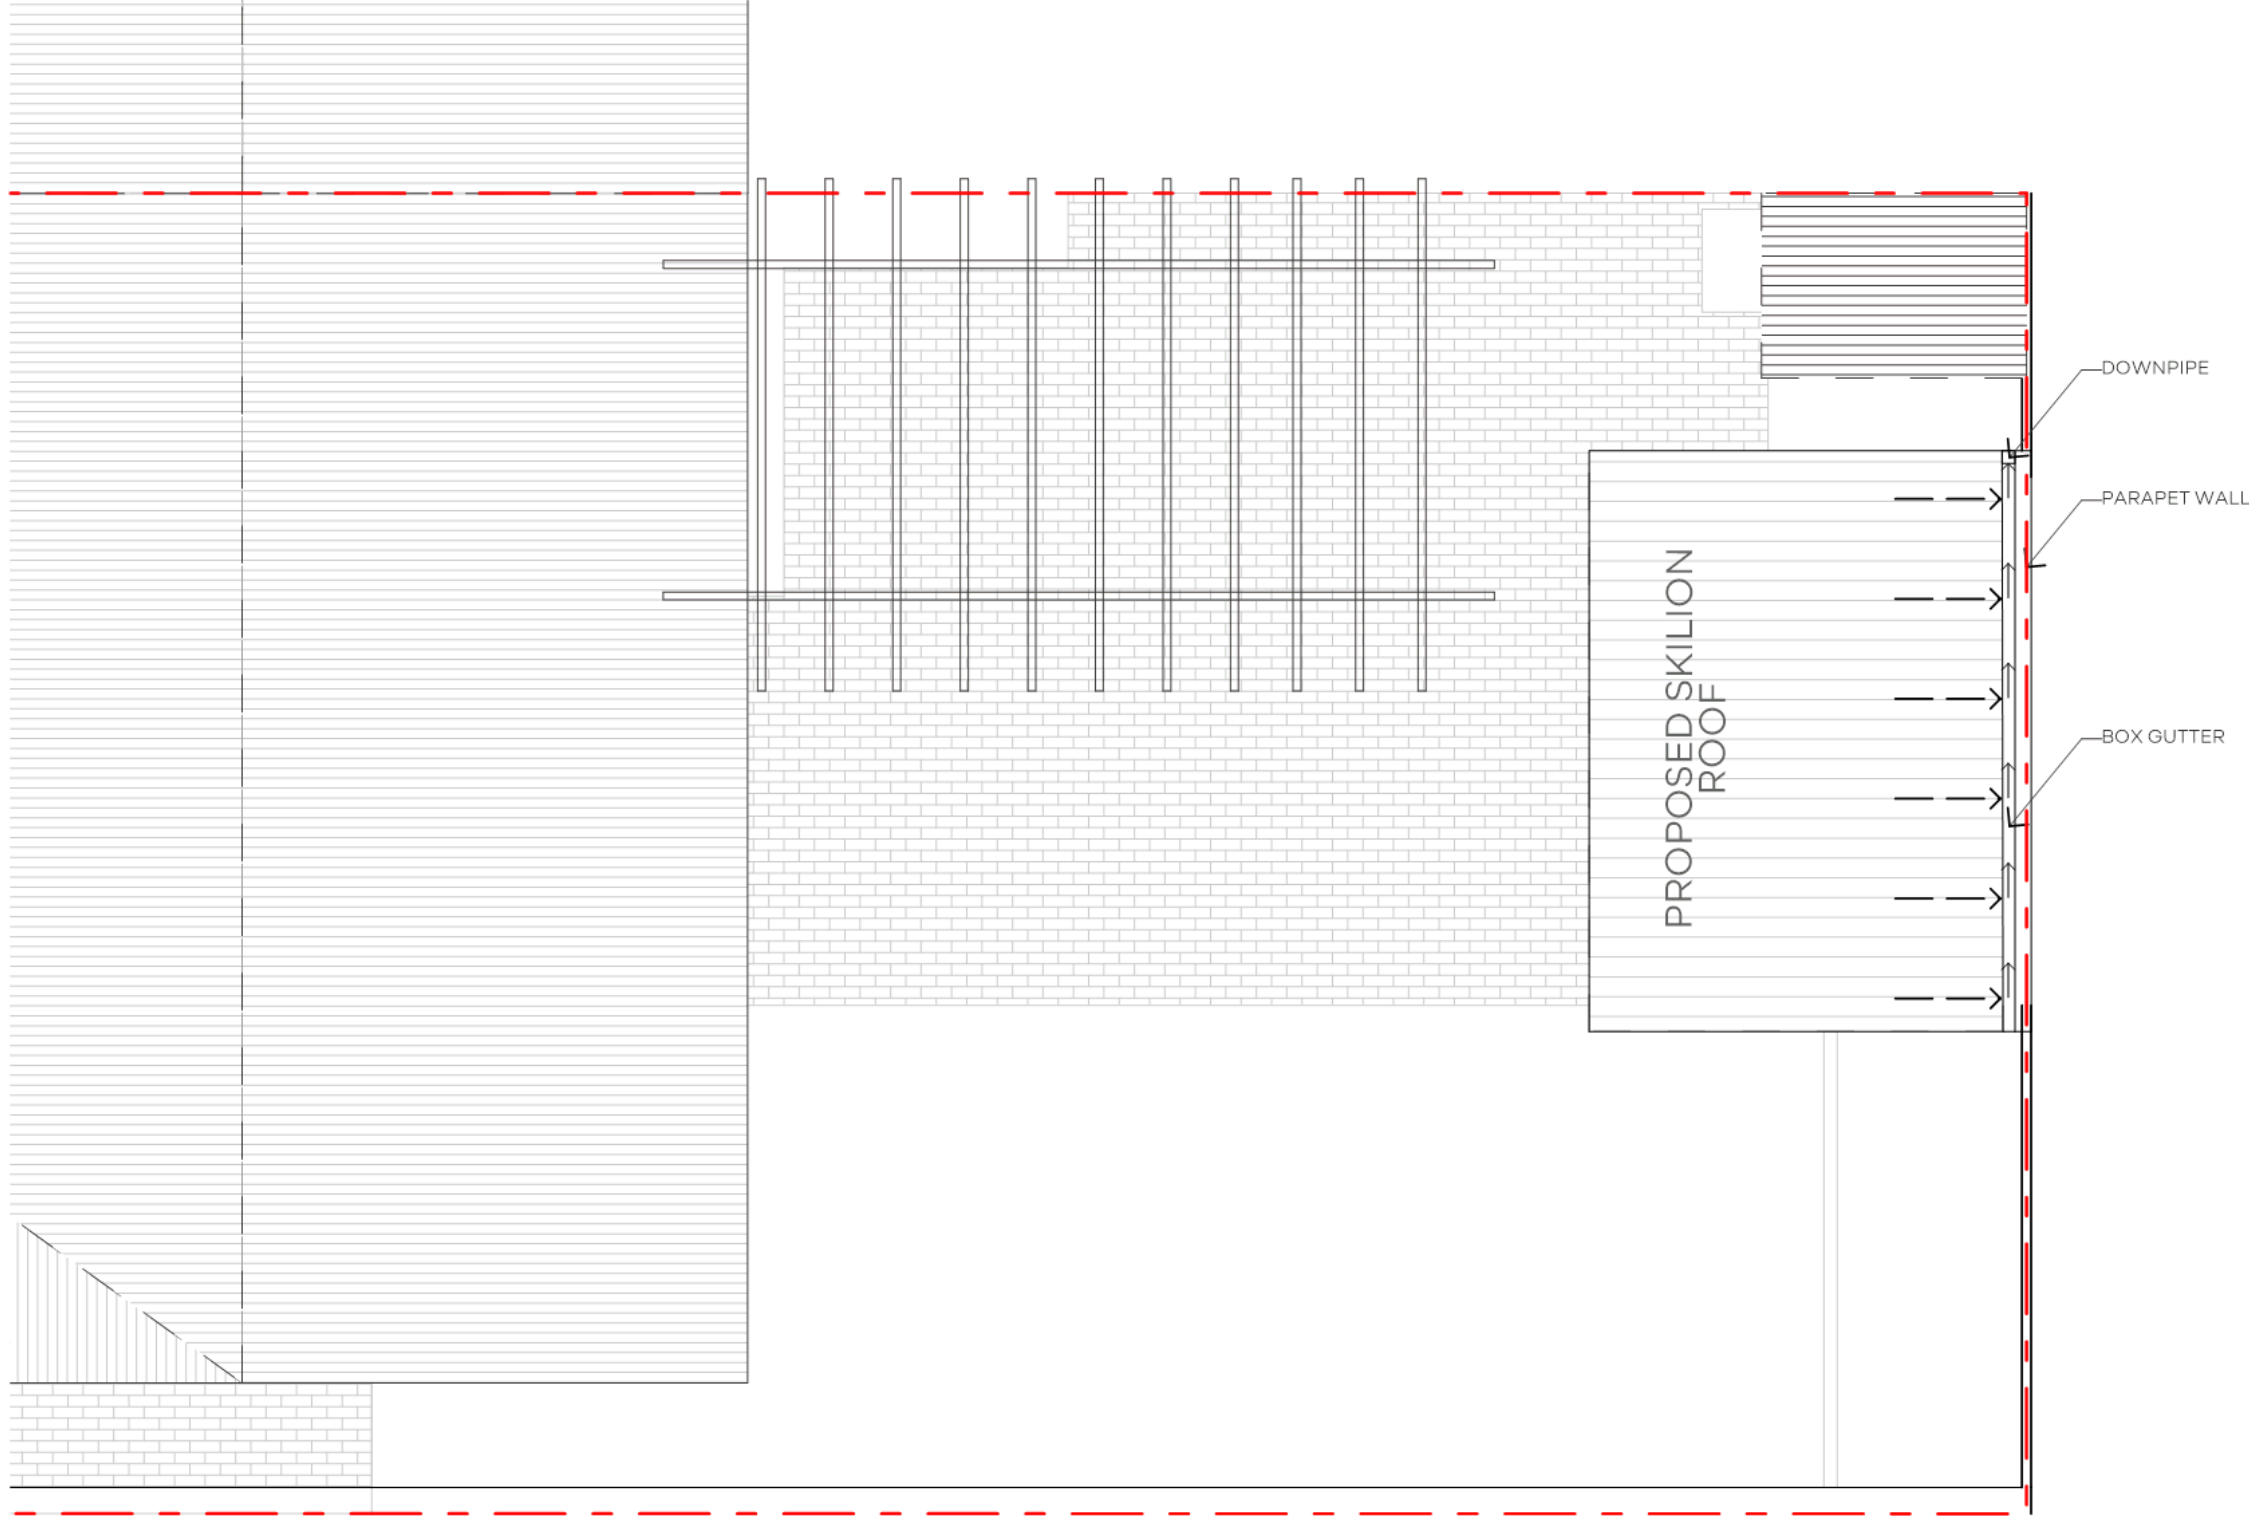 DOWNPIPE
PARAPET WALL
PROPOSED SKILION
ROOF
BOX GUTTER